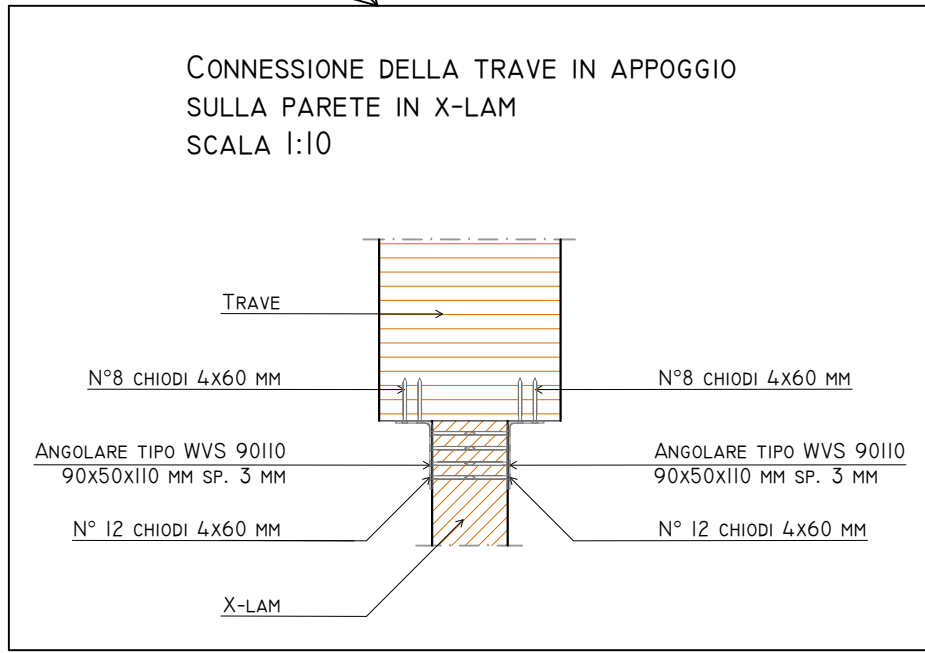 CONNESSIONE DELLA TRAVE IN APPOGGIO
SULLA PARETE IN X-LAM
SCALA 1:10
TRAVE
N°8 CHIODI 4X60 MM
N°8 CHIODI 4X60 MM
ANGOLARE TIPO WVS 90110
90X50X110 MM SP. 3 MM
ANGOLARE TIPO WVS 90110
90X50X110 MM SP. 3 MM
N° 12 CHIODI 4X60 MM
N° 12 CHIODI 4X60 MM
X-LAM